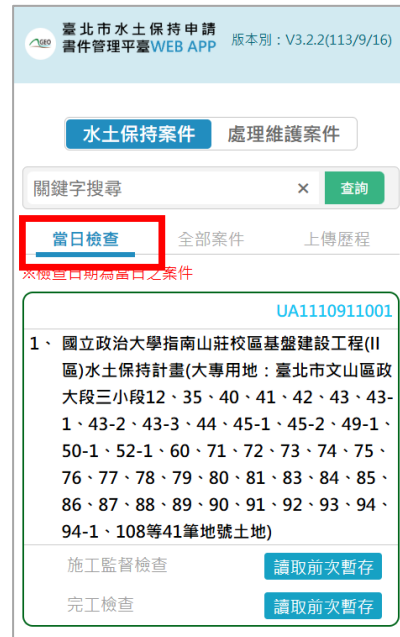 GEO
臺北市水土保持申請
書件管理平臺WEB APP
版本別：V3.2.2(113/9/16)
水土保持案件
處理維護案件
關鍵字搜尋
×
查詢
當日檢查
全部案件
上傳歷程
※檢查日期為當日之案件
UA1110911001
1、國立政治大學指南山莊校區基盤建設工程(II
區)水土保持計畫(大專用地：臺北市文山區政
大段三小段12、35、40、41、42、43、43-
1、43-2、43-3、44、45-1、45-2、49-1、
50-1、52-1、60、71、72、73、74、75、
76、77、78、79、80、81、83、84、85、
86、87、88、89、90、91、92、93、94、
94-1、108等41筆地號土地)
施工監督檢查
讀取前次暫存
完工檢查
讀取前次暫存